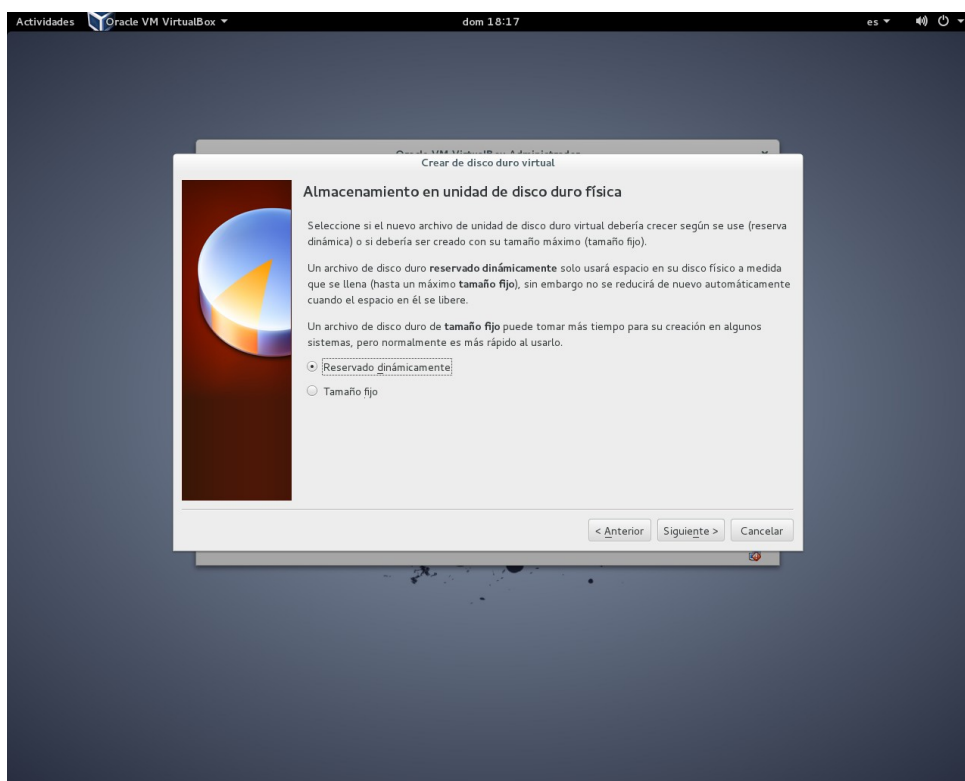 Actividades Oracle VM VirtualBox dom 18:17 es
Crear de disco duro virtual
Almacenamiento en unidad de disco duro física
Seleccione si el nuevo archivo de unidad de disco duro virtual debería crecer según se use (reserva
dinámica) o si debería ser creado con su tamaño máximo (tamaño fijo).
Un archivo de disco duro reservado dinámicamente solo usará espacio en su disco físico a medida
que se llena (hasta un máximo tamaño fijo), sin embargo no se reducirá de nuevo automáticamente
cuando el espacio en él se libere.
Un archivo de disco duro de tamaño fijo puede tomar más tiempo para su creación en algunos
sistemas, pero normalmente es más rápido al usarlo.
Reservado dinámicamente
Tamaño fijo
< Anterior Siguiente > Cancelar